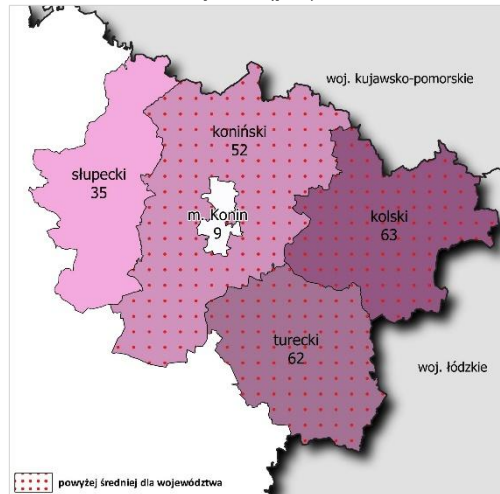 woj. kujawsko-pomorskie
koniński
52
słupecki
35
m. Konin
9
kolski
63
turecki
62
woj. łódzkie
powyżej średniej dla województwa